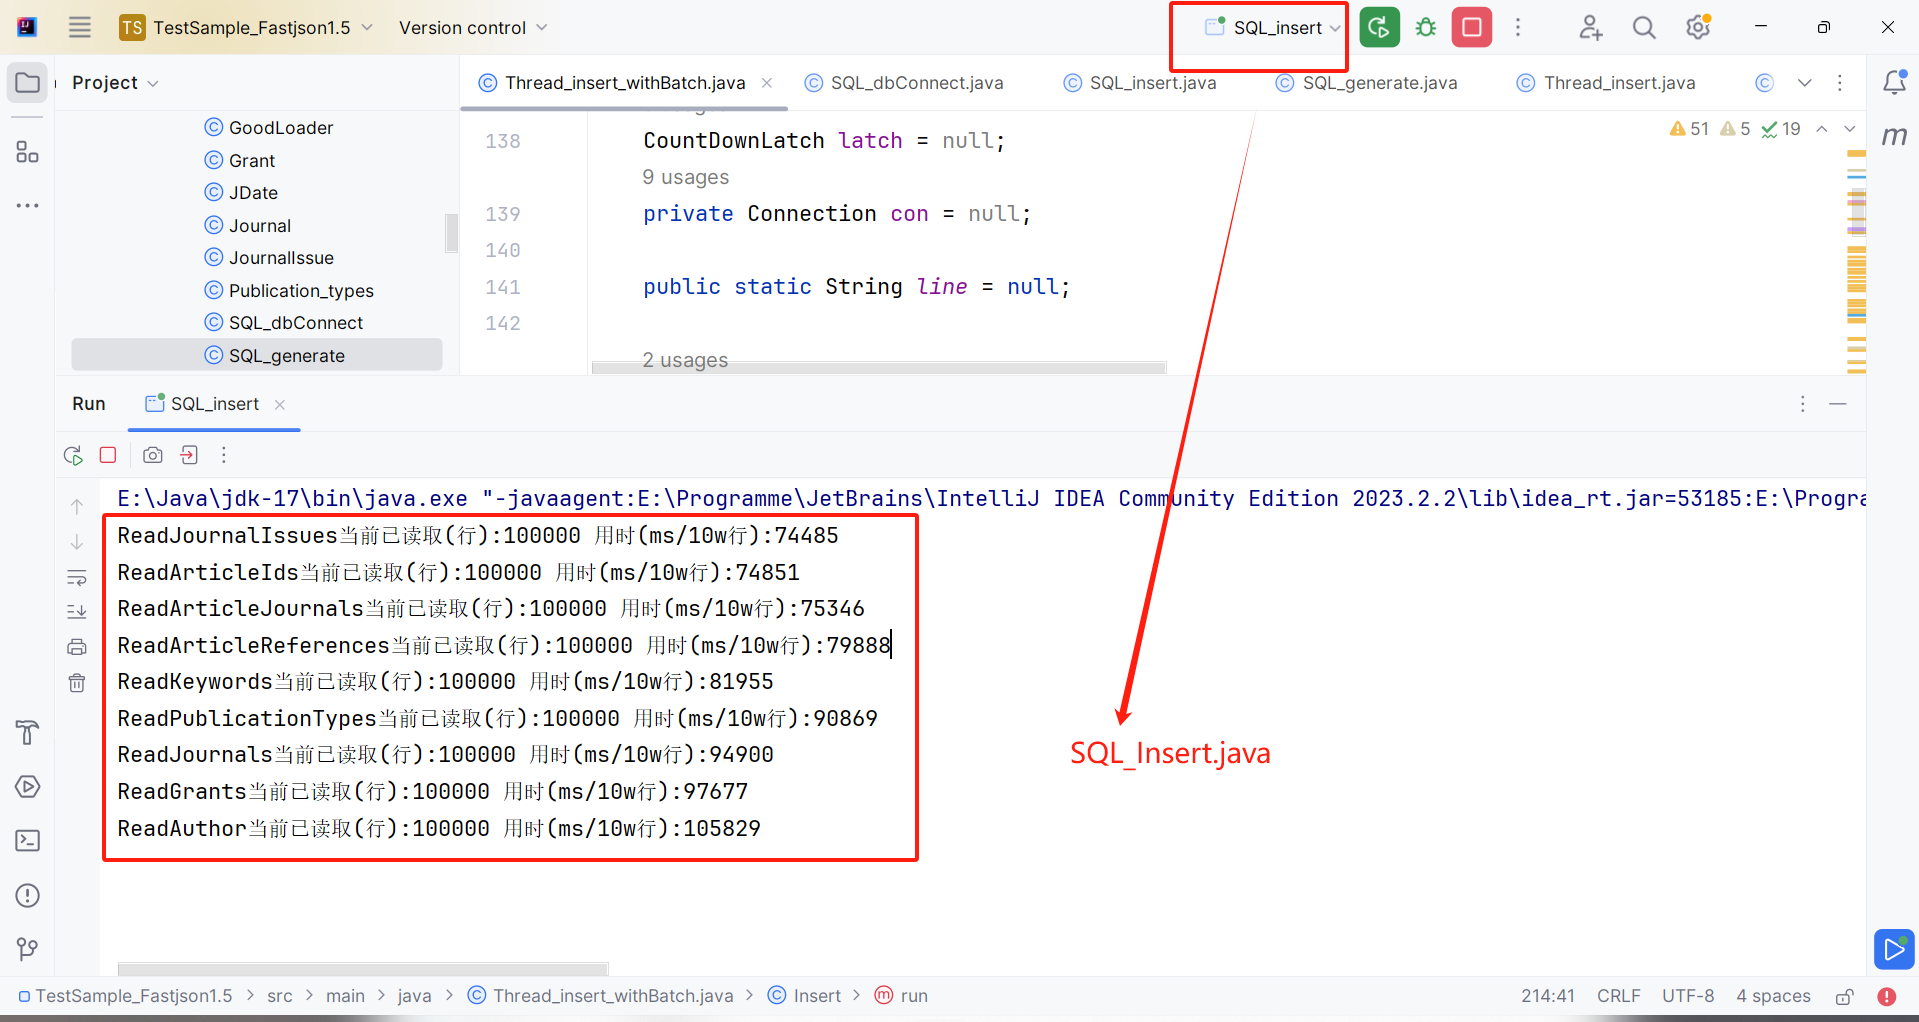 TS TestSample_Fastjson1.5 Version control SQL_insert
Project
Thread_insert_withBatch.java SQL_dbConnect.java SQL_insert.java SQL_generate.java Thread_insert.java
GoodLoader
Grant
JDate
Journal
JournalIssue
Publication_types
SQL_dbConnect
SQL_generate
51 5 19
138 CountDownLatch latch = null;
9 usages
139 private Connection con = null;
140
141 public static String line = null;
142
2 usages
m
Run SQL_insert
E:\Java\jdk-17\bin\java.exe "-javaagent:E:\Programme\JetBrains\IntelliJ IDEA Community Edition 2023.2.2\lib\idea_rt.jar=53185:E:\Progra
ReadJournalIssues当前已读取(行):100000 用时(ms/10w行):74485
ReadArticleIds当前已读取(行):100000 用时(ms/10w行):74851
ReadArticleJournals当前已读取(行):100000 用时(ms/10w行):75346
ReadArticleReferences当前已读取(行):100000 用时(ms/10w行):79888
ReadKeywords当前已读取(行):100000 用时(ms/10w行):81955
ReadPublicationTypes当前已读取(行):100000 用时(ms/10w行):90869
ReadJournals当前已读取(行):100000 用时(ms/10w行):94900
ReadGrants当前已读取(行):100000 用时(ms/10w行):97677
ReadAuthor当前已读取(行):100000 用时(ms/10w行):105829
SQL_Insert.java
TestSample_Fastjson1.5 > src > main > java > Thread_insert_withBatch.java > Insert > run
214:41 CRLF UTF-8 4 spaces